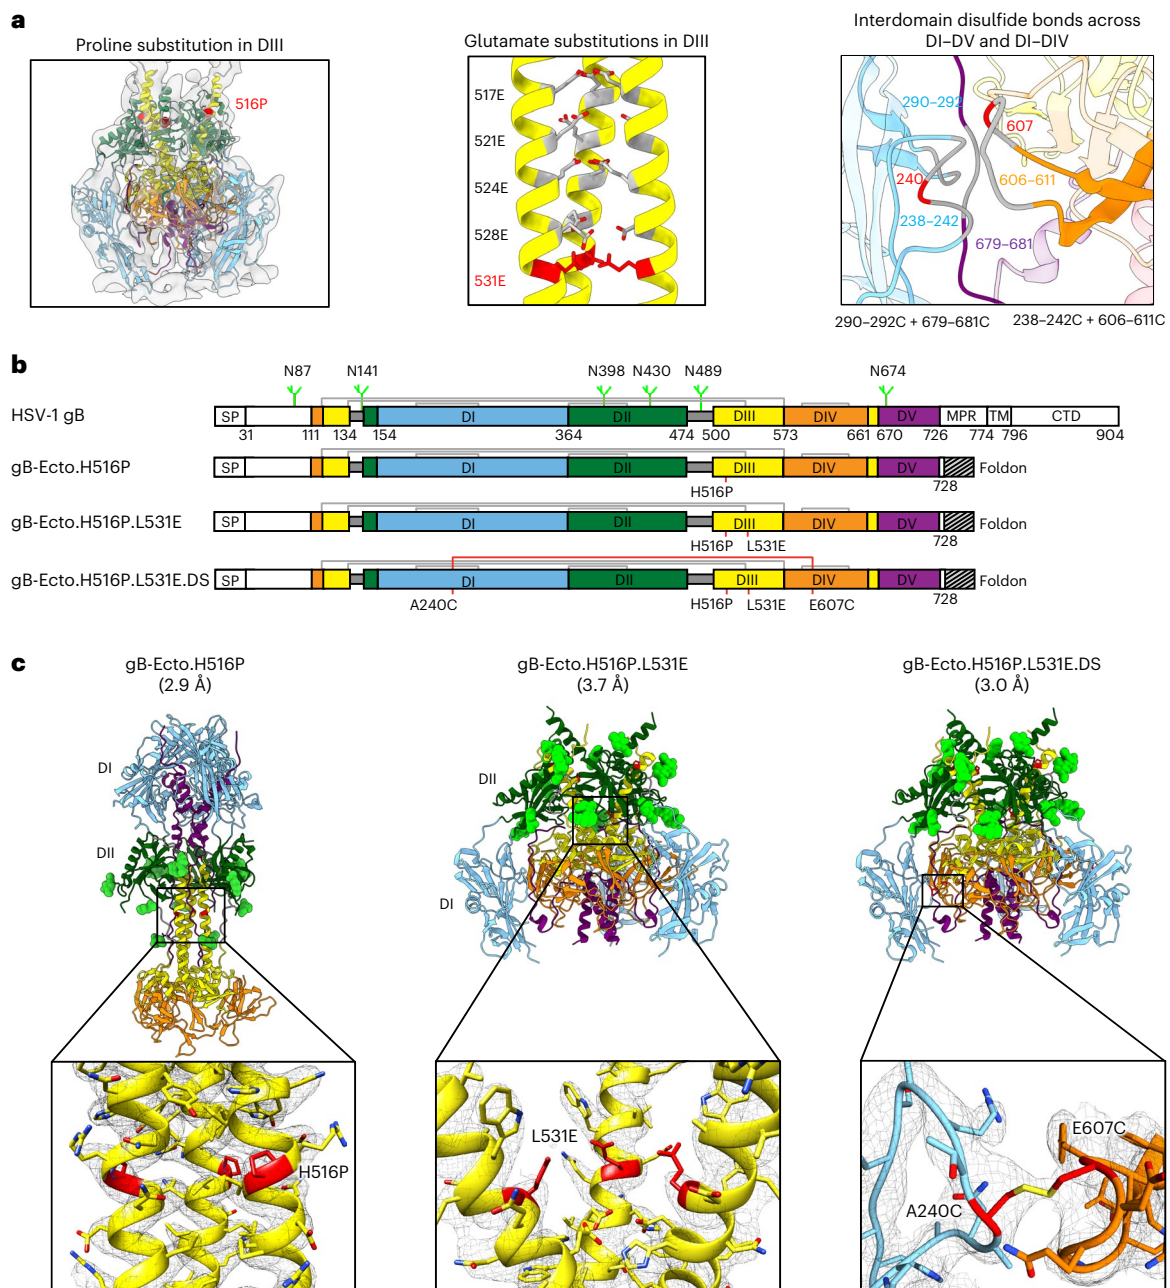 a
Proline substitution in DIII
516P
Glutamate substitutions in DIII
517E
521E
524E
528E
531E
Interdomain disulfide bonds across
DI–DV and DI–DIV
290–292
607
240
606–611
238–242
679–681
290–292C + 679–681C
238–242C + 606–611C
b
N87 N141 N398 N430 N489 N674
HSV-1 gB SP DI DII DIII DIV DV MPR TM CTD
31 111 134 154 364 474 500 573 661 670 726 774 796 904
gB-Ecto.H516P SP DI DII DIII DIV DV Foldon
H516P 728
gB-Ecto.H516P.L531E SP DI DII DIII DIV DV Foldon
H516P L531E 728
gB-Ecto.H516P.L531E.DS SP DI DII DIII DIV DV Foldon
A240C H516P L531E E607C 728
c
gB-Ecto.H516P
(2.9 Å)
DI
DII
H516P
gB-Ecto.H516P.L531E
(3.7 Å)
DII
DI
L531E
gB-Ecto.H516P.L531E.DS
(3.0 Å)
E607C
A240C